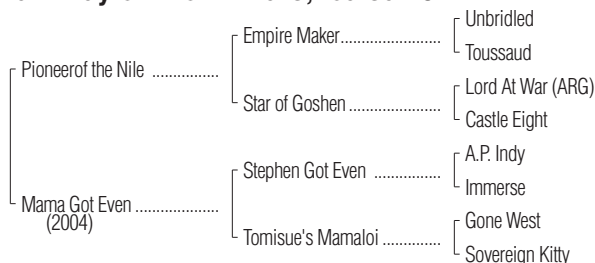 Unbridled
Empire Maker....................
Toussaud
Pioneerof the Nile ................
Lord At War (ARG)
Star of Goshen......................
Castle Eight
A.P. Indy
Stephen Got Even ................
Immerse
Mama Got Even ....................
(2004)
Gone West
Tomisue's Mamaloi ..............
Sovereign Kitty